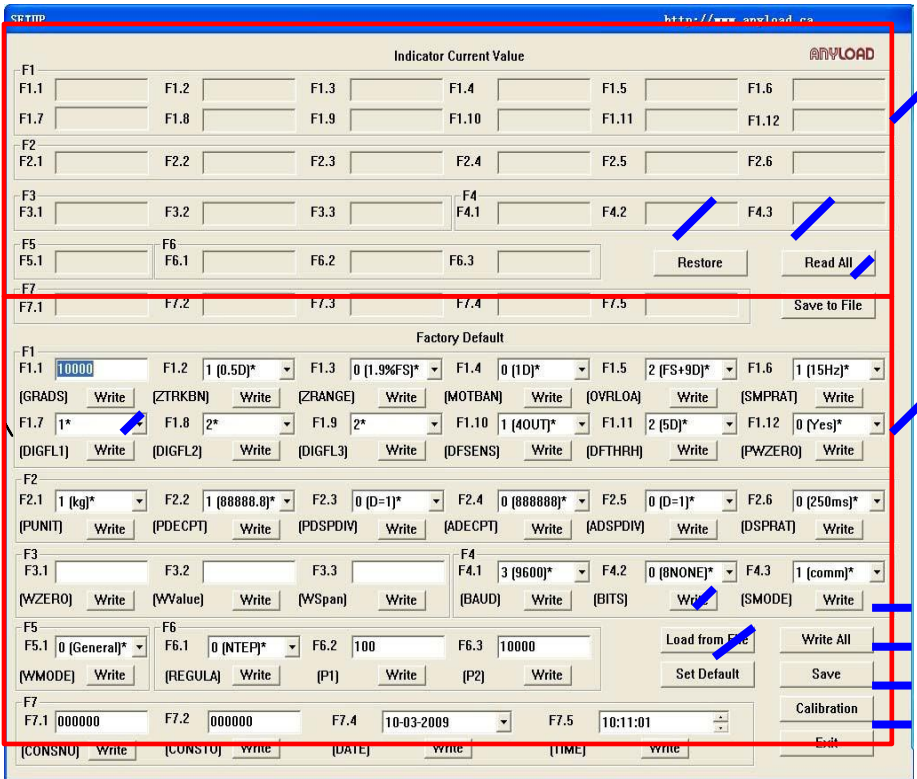 SETUP http://www.anyload.ca
Indicator Current Value ANYLOAD
F1
F1.1 F1.2 F1.3 F1.4 F1.5 F1.6
F1.7 F1.8 F1.9 F1.10 F1.11 F1.12
F2
F2.1 F2.2 F2.3 F2.4 F2.5 F2.6
F3 F4
F3.1 F3.2 F3.3 F4.1 F4.2 F4.3
F5 F6
F5.1 F6.1 F6.2 F6.3 Restore Read All
F7
F7.1 F7.2 F7.3 F7.4 F7.5 Save to File
Factory Default
F1
F1.1 10000 F1.2 1 (0.5D)* F1.3 0 (1.9%FS)* F1.4 0 (1D)* F1.5 2 (FS+9D)* F1.6 1 (15Hz)*
(GRADS) Write (ZTRKBN) Write (ZRANGE) Write (MOTBAN) Write (OVRLOA) Write (SMPRAT) Write
F1.7 1* F1.8 2* F1.9 2* F1.10 1 (4OUT)* F1.11 2 (5D)* F1.12 0 (Yes)*
(DIGFL1) Write (DIGFL2) Write (DIGFL3) Write (DFSENS) Write (DFTHRH) Write (PWZERO) Write
F2
F2.1 1 (kg)* F2.2 1 (88888.8)* F2.3 0 (D=1)* F2.4 0 (888888)* F2.5 0 (D=1)* F2.6 0 (250ms)*
(PUNIT) Write (PDECPT) Write (PDSPDIV) Write (ADECPT) Write (ADSPDIV) Write (DSPRAT) Write
F3 F4
F3.1 F3.2 F3.3 F4.1 3 (9600)* F4.2 0 (8NONE)* F4.3 1 (comm)*
(WZERO) Write (WValue) Write (WSpan) Write (BAUD) Write (BITS) Write (SMODE) Write
F5 F6
F5.1 0 (General)* F6.1 0 (NTEP)* F6.2 100 F6.3 10000 Load from File Write All
(WMODE) Write (REGULA) Write (P1) Write (P2) Write Set Default Save
F7
F7.1 000000 F7.2 000000 F7.4 10-03-2009 F7.5 10:11:01 Calibration
(CONSNU) Write (CONSTU) Write (DATE) Write (TIME) Write Exit